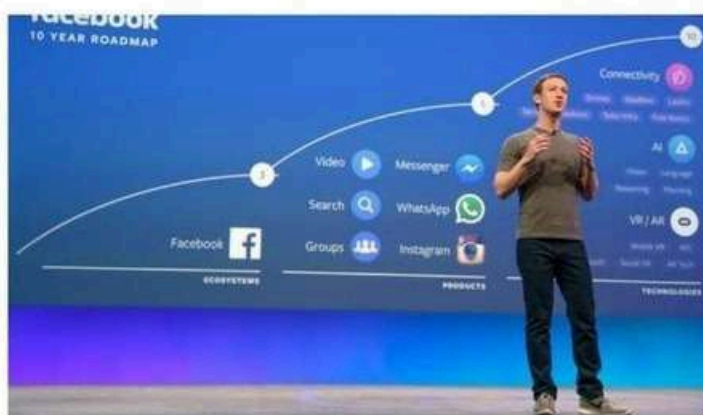 facebook
10 YEAR ROADMAP
10
Connectivity
5
AI
Video
Messenger
3
Language
Search
WhatsApp
VR / AR
Facebook
Groups
Instagram
ECOSYSTEMS
PRODUCTS
TECHNOLOGIES